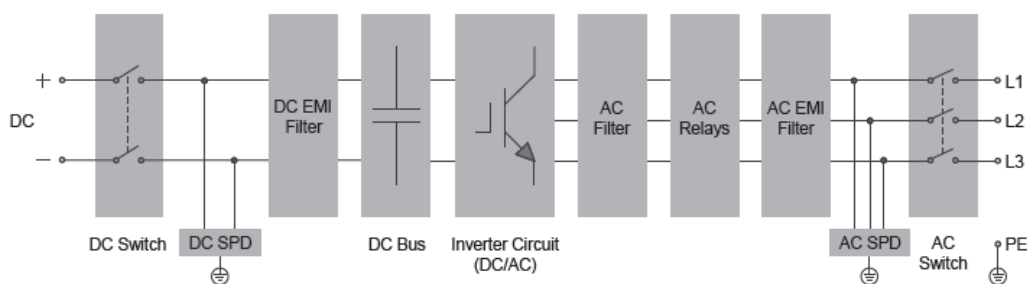 +
DC
−
DC Switch
DC SPD
DC EMI
Filter
DC Bus
Inverter Circuit
(DC/AC)
AC
Filter
AC
Relays
AC EMI
Filter
AC SPD
AC
Switch
L1
L2
L3
PE